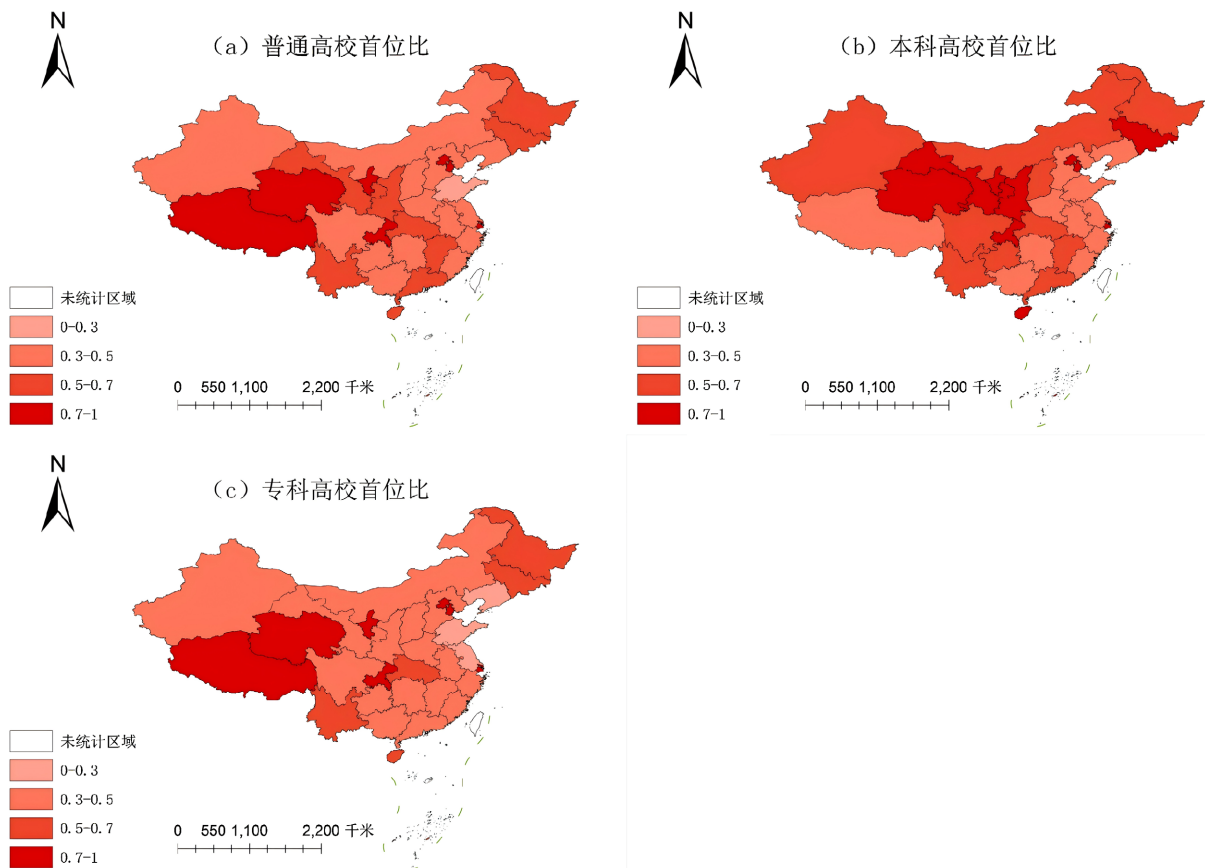 N
(a) 普通高校首位比
未统计区域
0-0.3
0.3-0.5
0.5-0.7
0.7-1
0 550 1,100 2,200 千米
N
(b) 本科高校首位比
未统计区域
0-0.3
0.3-0.5
0.5-0.7
0.7-1
0 550 1,100 2,200 千米
N
(c) 专科高校首位比
未统计区域
0-0.3
0.3-0.5
0.5-0.7
0.7-1
0 550 1,100 2,200 千米